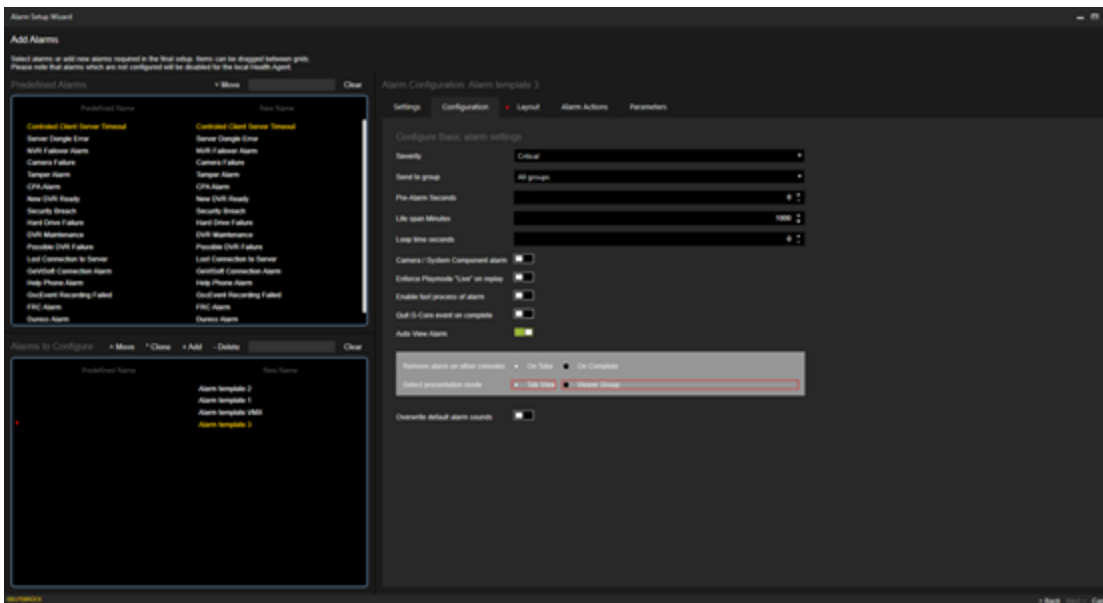 Alarm Setup Wizard
Add Alarms
Select alarms or add new alarms required in the final setup. Items can be dragged between grids.
Please note that alarms which are not configured will be disabled for the local Health Agent.
Predefined Alarms + Move Clear
Predefined Name New Name
Controled Client Server Timeout Controled Client Server Timeout
Server Dongle Error Server Dongle Error
NVR Failover Alarm NVR Failover Alarm
Camera Failure Camera Failure
Tamper Alarm Tamper Alarm
CPA Alarm CPA Alarm
New DVR Ready New DVR Ready
Security Breach Security Breach
Hard Drive Failure Hard Drive Failure
DVR Maintenance DVR Maintenance
Possible DVR Failure Possible DVR Failure
Lost Connection to Server Lost Connection to Server
GeViSoft Connection Alarm GeViSoft Connection Alarm
Help Phone Alarm Help Phone Alarm
GscEvent Recording Failed GscEvent Recording Failed
FRC Alarm FRC Alarm
Duress Alarm Duress Alarm
Alarms to Configure + Move * Clone + Add - Delete Clear
Predefined Name New Name
Alarm template 2
Alarm template 1
Alarm template VMX
Alarm template 3
Alarm Configuration: Alarm template 3
Settings Configuration Layout Alarm Actions Parameters
Configure Basic alarm settings
Severity Critical
Send to group All groups
Pre-Alarm Seconds 0
Life span Minutes 1000
Loop time seconds 0
Camera / System Component alarm
Enforce Playmode "Live" on replay
Enable fast process of alarm
Quit G-Core event on complete
Auto View Alarm
Remove alarm on other consoles On Take On Complete
Select presentation mode Tab View Viewer Group
Overwrite default alarm sounds
GEUTEBRÜCK
< Back Next >